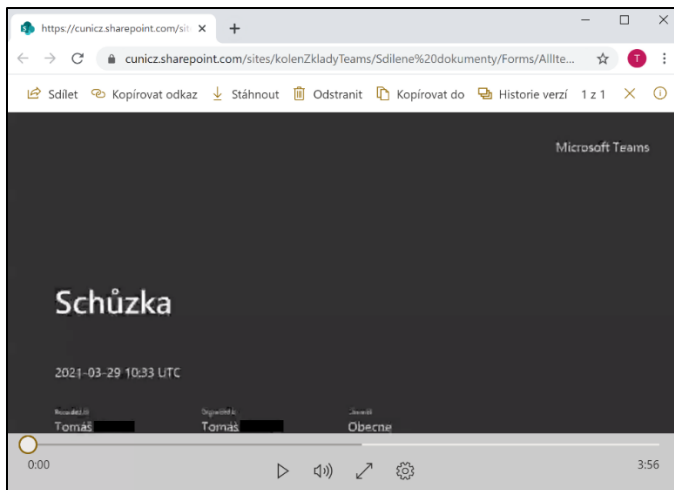 https://cunicz.sharepoint.com/sit
cunicz.sharepoint.com/sites/kolenZkladyTeams/Sdilene%20dokumenty/Forms/AllIte...
T
Sdílet Kopírovat odkaz Stáhnout Odstranit Kopírovat do Historie verzí 1 z 1
Microsoft Teams
Schůzka
2021-03-29 10:33 UTC
Tomáš Tomáš Obecne
0:00 3:56